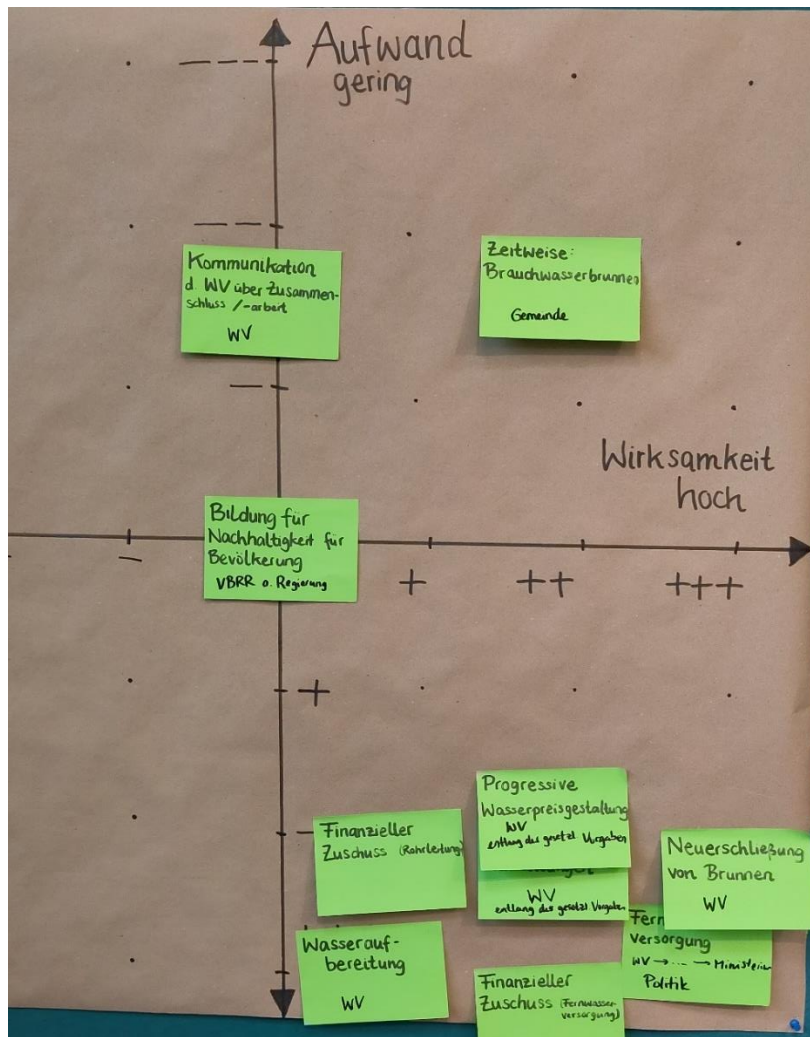 Aufwand
gering
Kommunikation
d. WV über Zusammen-
schluss /-arbeit
WV
Zeitweise:
Brauchwasserbrunnen
Gemeinde
Wirksamkeit
hoch
Bildung für
Nachhaltigkeit für
Bevölkerung
VBRR o. Regierung
+
++
+++
+
Progressive
Wasserpreisgestaltung
WV
entlang der gesetzl Vorgaben
WV
entlang der gesetzl Vorgaben
Finanzieller
Zuschuss (Rohrleitung)
Neuerschließung
von Brunnen
WV
Fern
versorgung
WV → ... → Ministerium
Politik
Wasserauf-
bereitung
WV
Finanzieller
Zuschuss (Fernwasser-
versorgung)